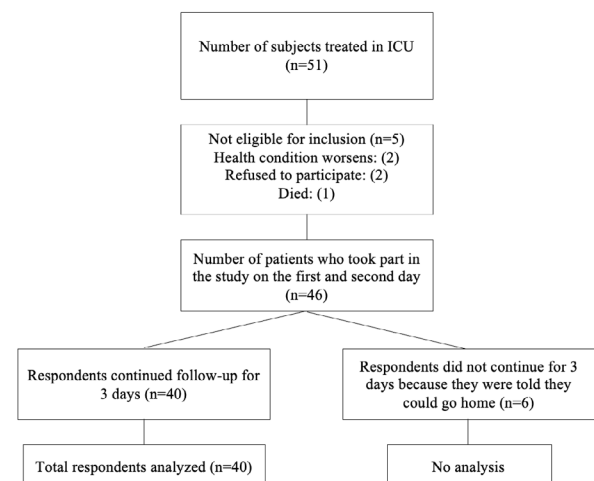 Number of subjects treated in ICU
(n=51)
Not eligible for inclusion (n=5)
Health condition worsens: (2)
Refused to participate: (2)
Died: (1)
Number of patients who took part in
the study on the first and second day
(n=46)
Respondents continued follow-up for
3 days (n=40)
Respondents did not continue for 3
days because they were told they
could go home (n=6)
Total respondents analyzed (n=40)
No analysis